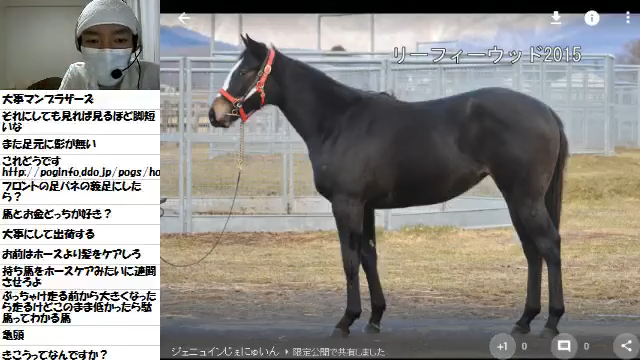 リーフィーウッド2015
大事マンブラザーズ
それにしても見れば見るほど脚短
いな
また足元に影が無い
これどうです
http://poginfo.ddo.jp/pogs/ho
フロントの足バネの義足にした
ら？
馬とお金どっちが好き？
大事にして出荷する
お前はホースより髪をケアしろ
持ち馬をホースケアみたいに連闘
させろよ
ぶっちゃけ走る前から大きくなった
ら走るけどこのまま低かったら駄
馬ってわかる馬
亀頭
きこうってなんですか？
ジェニュインじぇにゅいん ▸ 限定公開で共有しました
+1 0
0